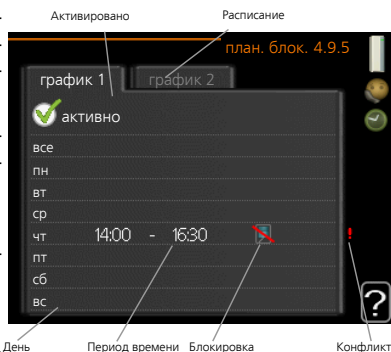 Активировано Расписание
план. блок. 4.9.5
график 1 график 2
активно
все
пн
вт
ср
чт 14:00 - 16:30 !
пт
сб
вс
?
День Период времени Блокировка Конфликт